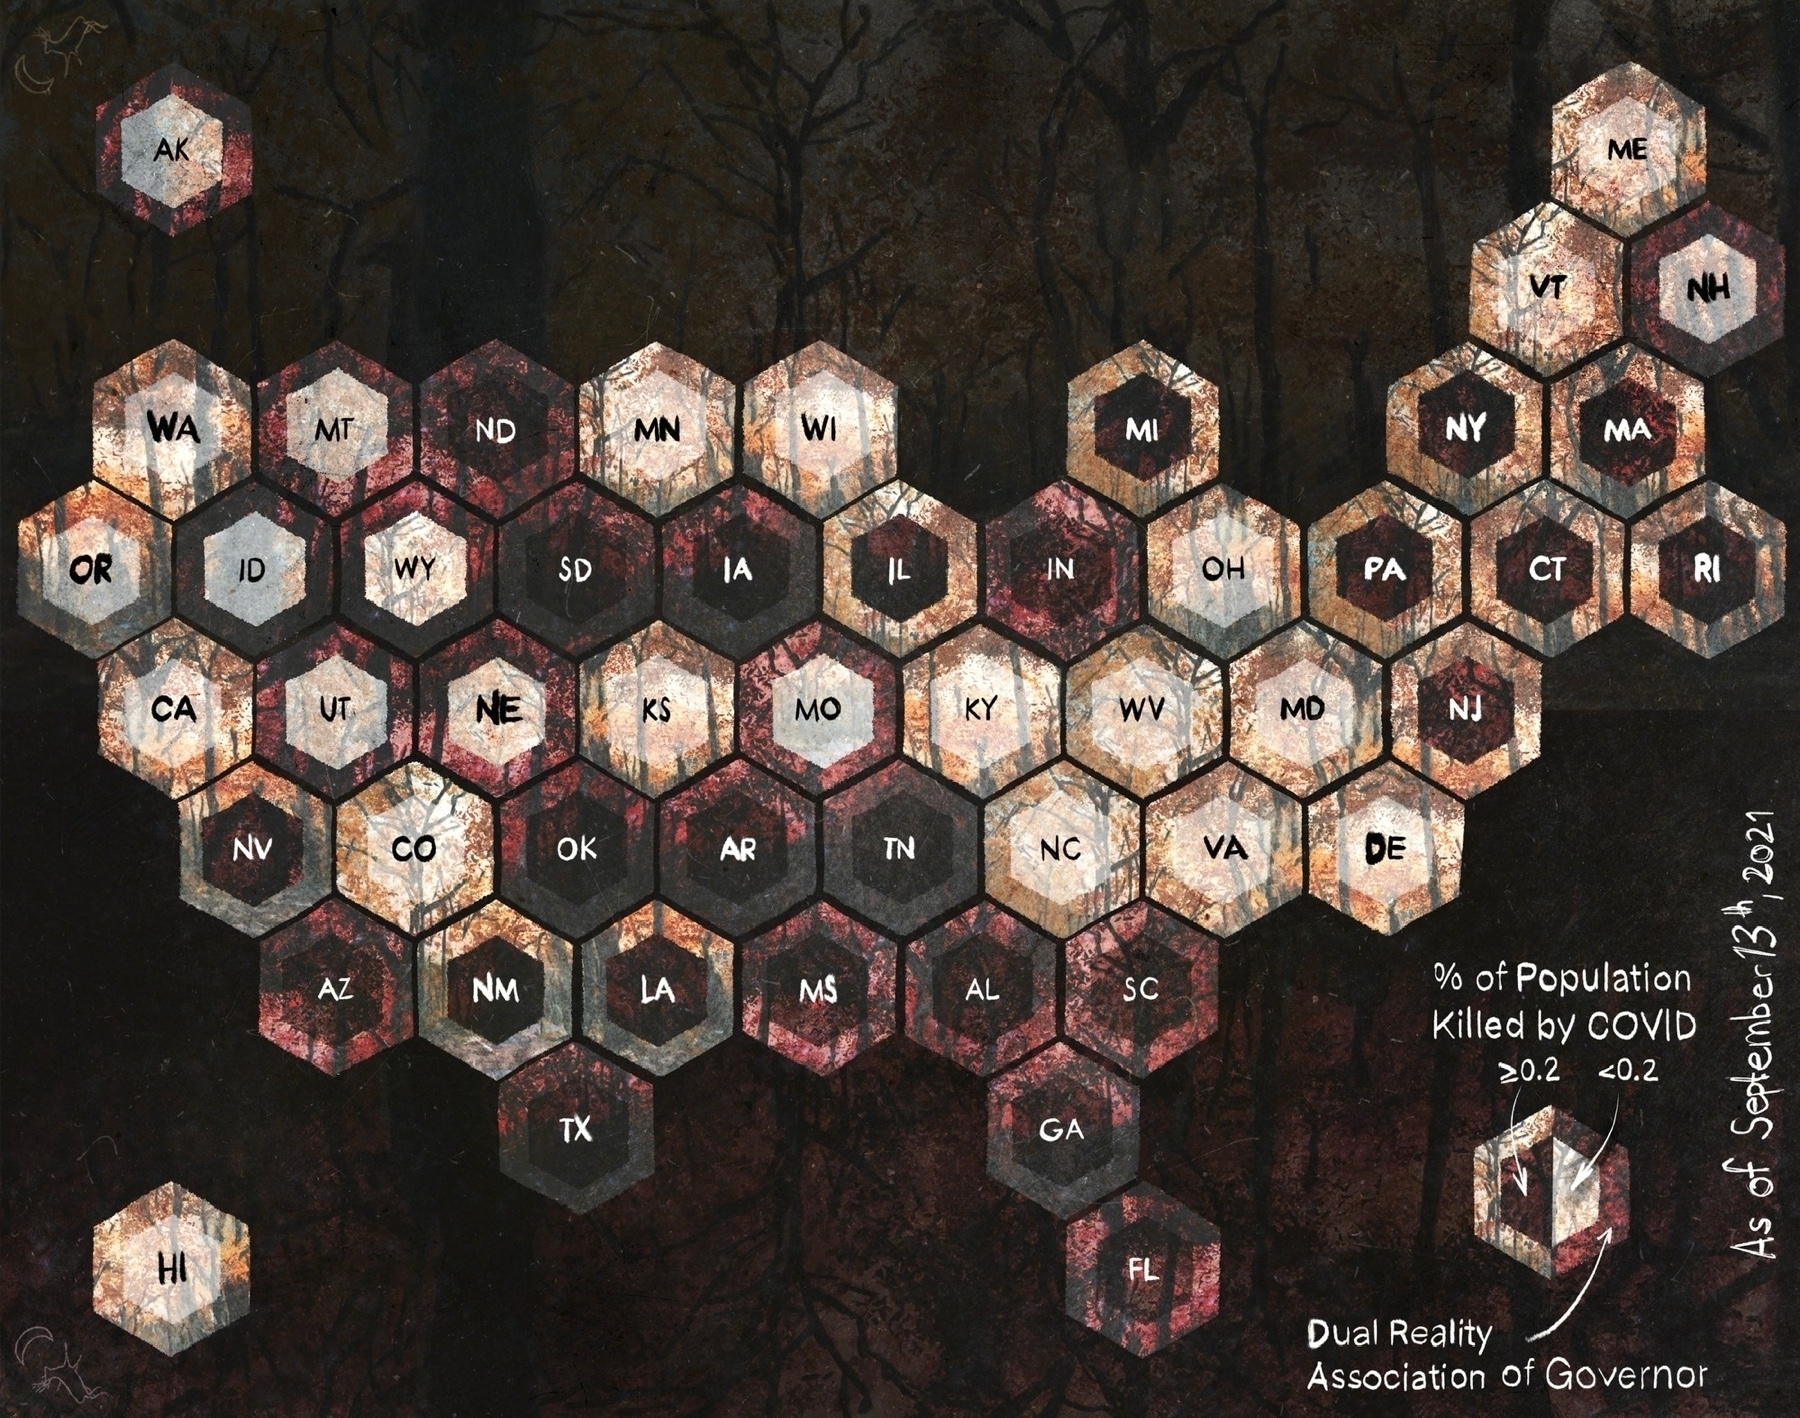 AK
ME
VT
NH
WA
MT
ND
MN
WI
MI
NY
MA
OR
ID
WY
SD
IA
IL
IN
OH
PA
CT
RI
CA
UT
NE
KS
MO
KY
WV
MD
NJ
NV
CO
OK
AR
TN
NC
VA
DE
AZ
NM
LA
MS
AL
SC
TX
GA
HI
FL
% of Population
Killed by COVID
≥0.2 <0.2
Dual Reality
Association of Governor
As of September 13th, 2021